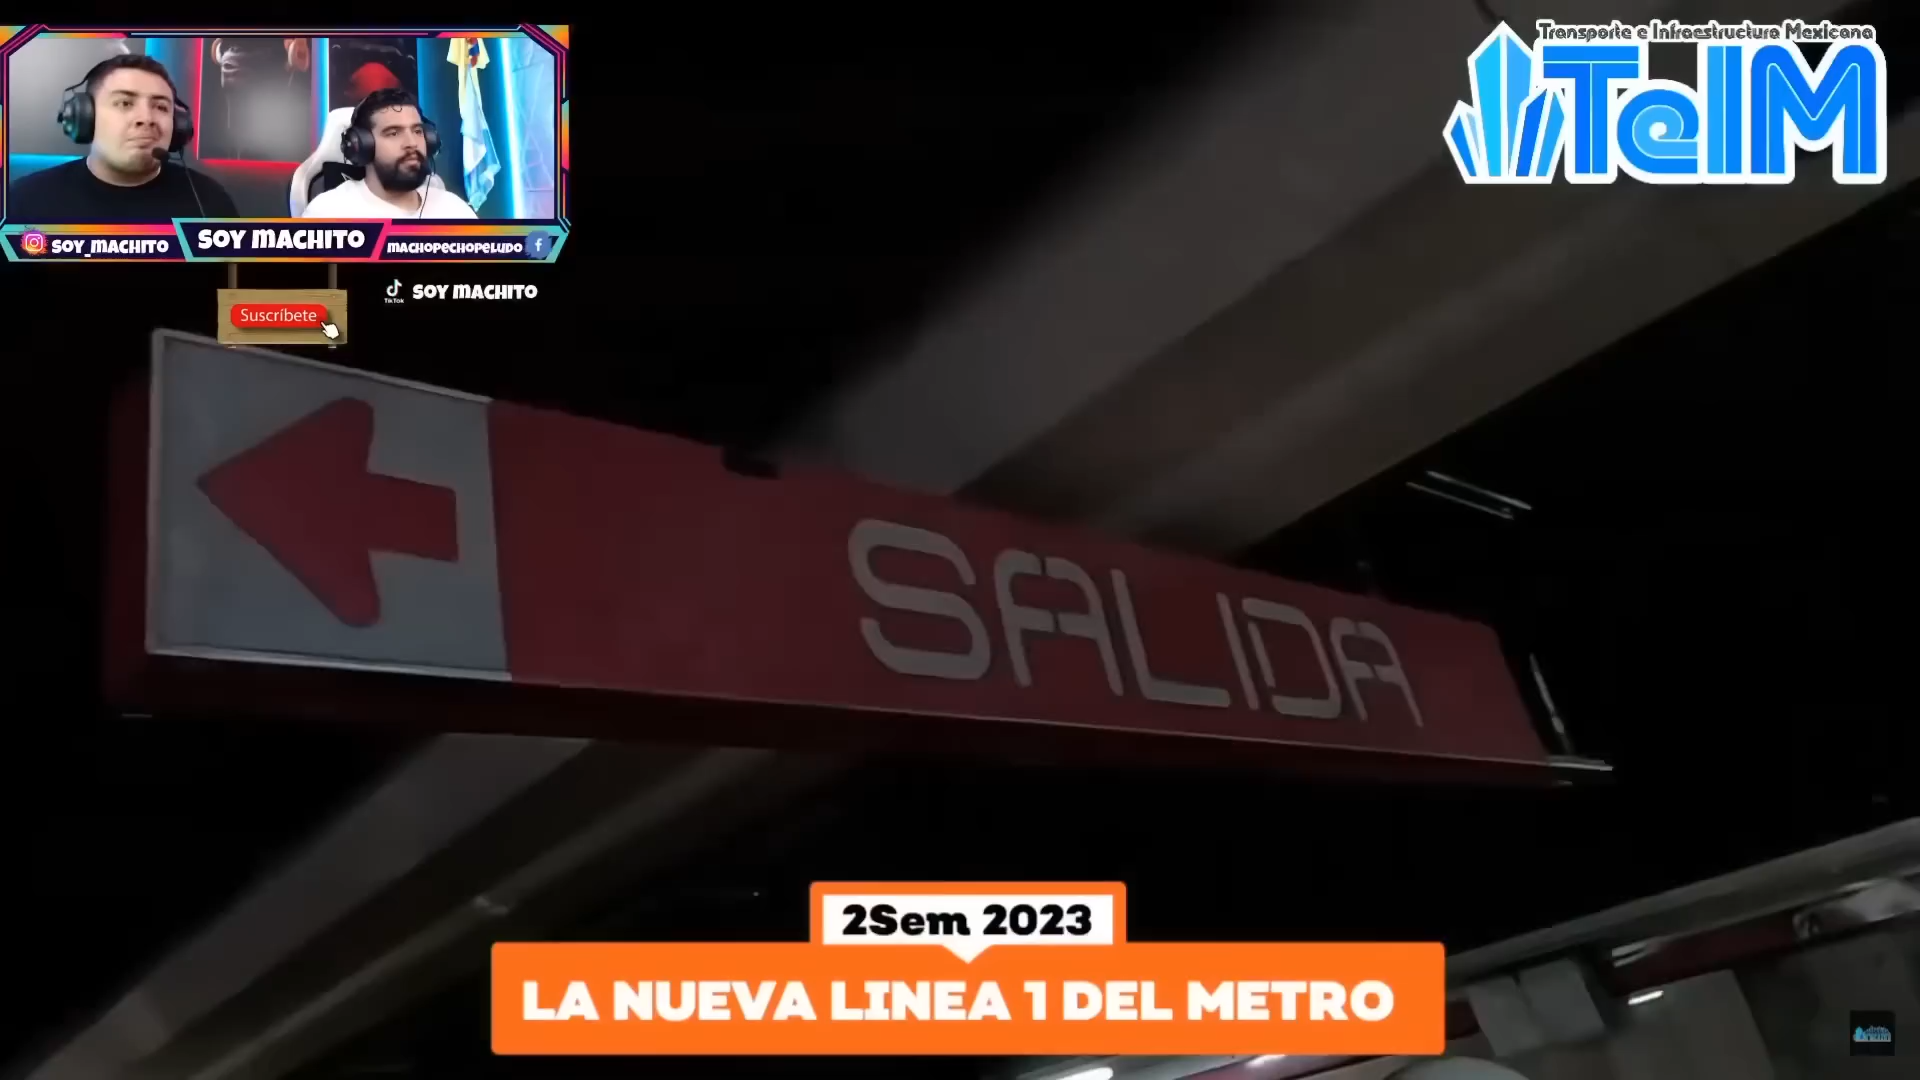 Transporte e Infraestructura Mexicana
TeIM
SOY_MACHITO
SOY MACHITO
MACHOPECHOPELUDO
TikTok
SOY MACHITO
Suscríbete
SALIDA
2Sem 2023
LA NUEVA LINEA 1 DEL METRO